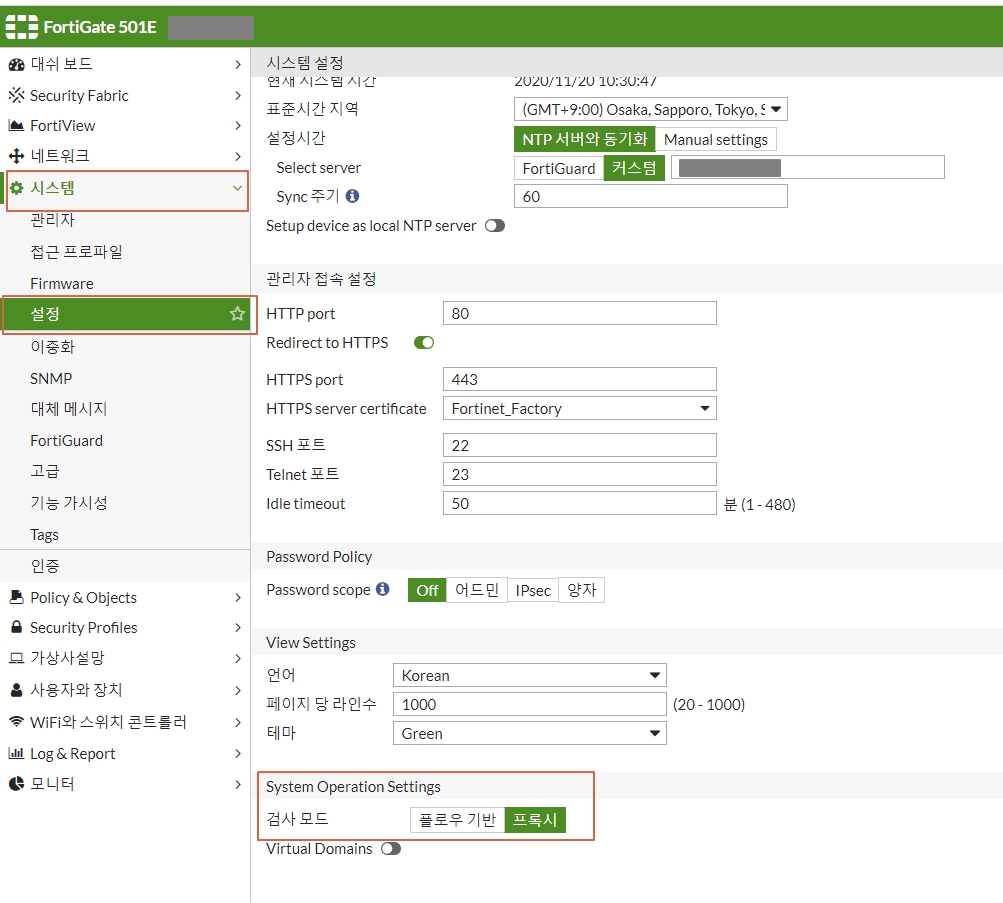 FortiGate 501E
대쉬 보드
Security Fabric
FortiView
네트워크
시스템
관리자
접근 프로파일
Firmware
설정
이중화
SNMP
대체 메시지
FortiGuard
고급
기능 가시성
Tags
인증
Policy & Objects
Security Profiles
가상사설망
사용자와 장치
WiFi와 스위치 콘트롤러
Log & Report
모니터
시스템 설정
현재 시스템 시간 2020/11/20 10:30:47
표준시간 지역 (GMT+9:00) Osaka, Sapporo, Tokyo, S
설정시간 NTP 서버와 동기화 Manual settings
Select server FortiGuard 커스텀
Sync 주기 60
Setup device as local NTP server
관리자 접속 설정
HTTP port 80
Redirect to HTTPS
HTTPS port 443
HTTPS server certificate Fortinet_Factory
SSH 포트 22
Telnet 포트 23
Idle timeout 50 분 (1 - 480)
Password Policy
Password scope Off 어드민 IPsec 양자
View Settings
언어 Korean
페이지 당 라인수 1000 (20 - 1000)
테마 Green
System Operation Settings
검사 모드 플로우 기반 프록시
Virtual Domains